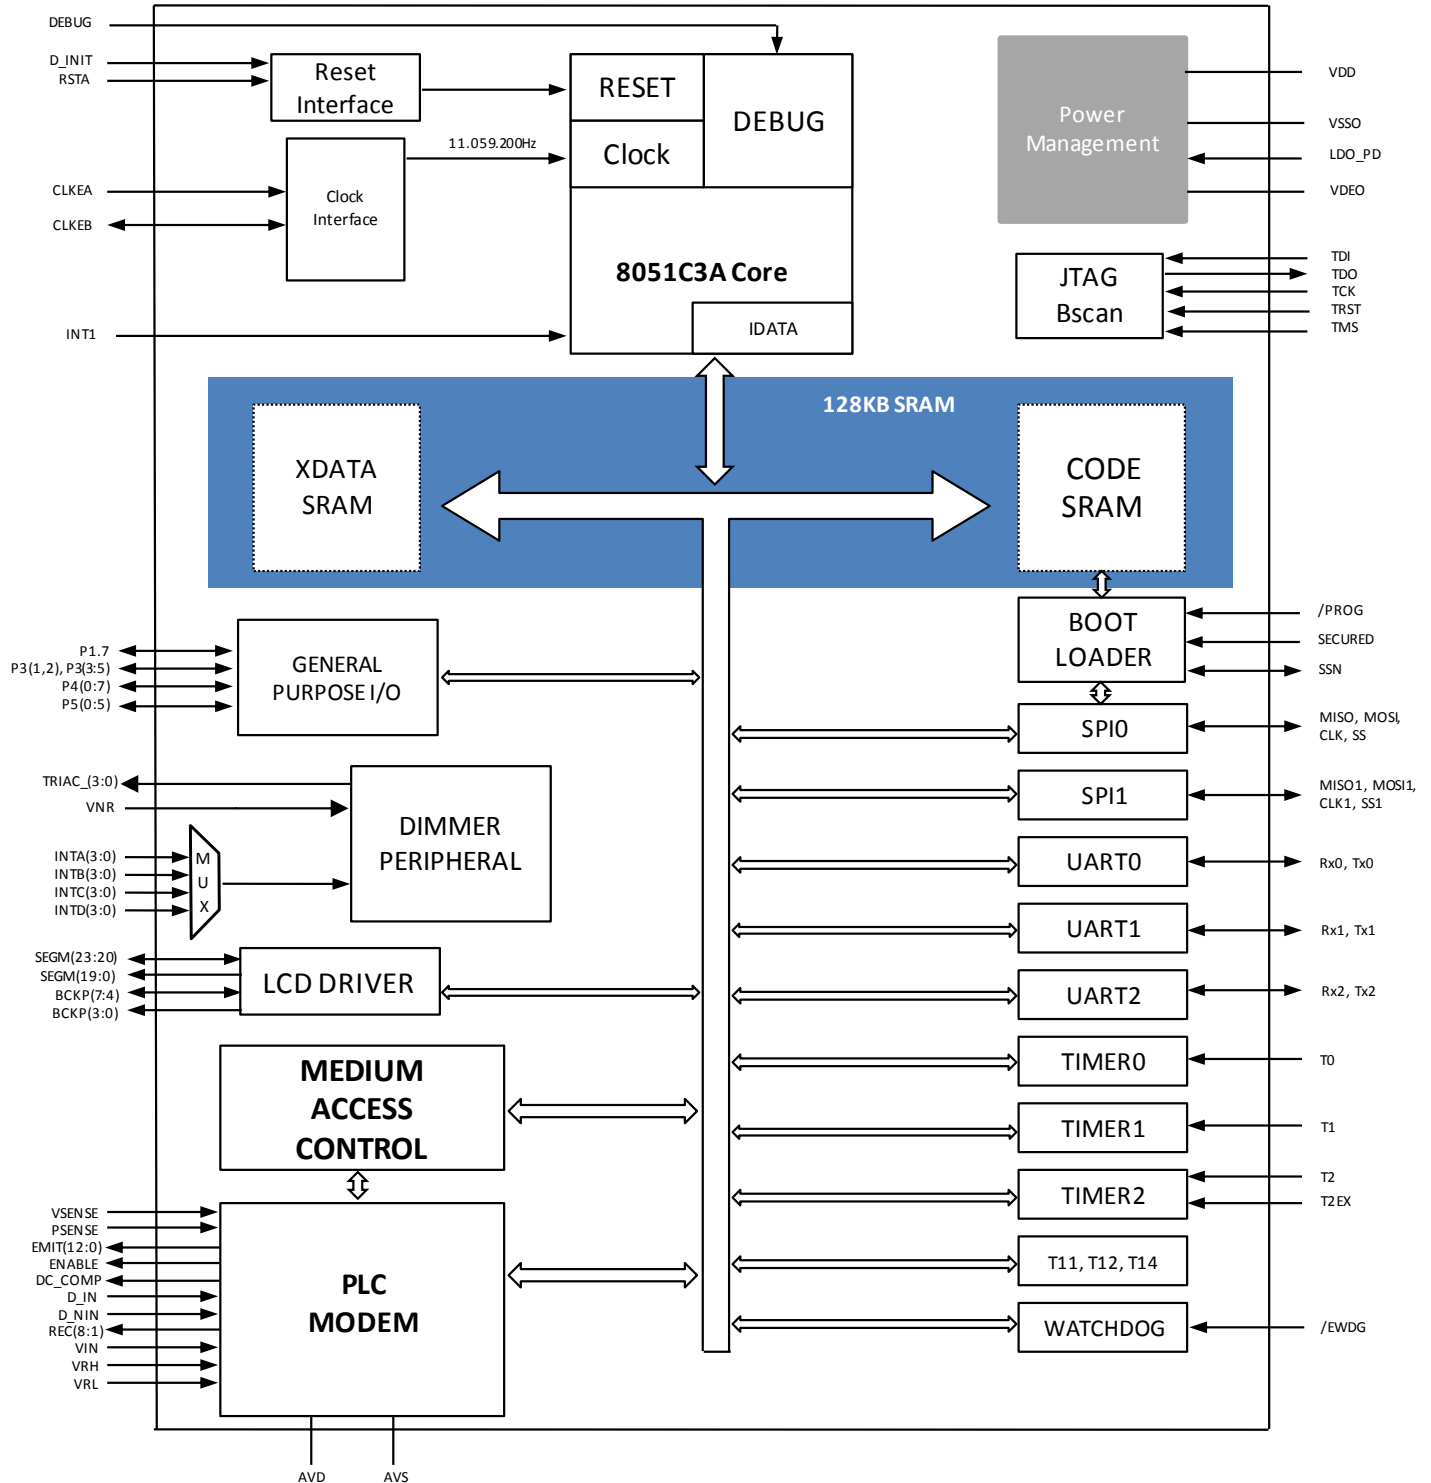 DEBUG
D_INIT
RSTA
Reset
Interface
RESET
DEBUG
Clock
11.059.200Hz
CLKEA
CLKEB
Clock
Interface
8051C3A Core
IDATA
INT1
Power
Management
VDD
VSSO
LDO_PD
VDEO
JTAG
Bscan
TDI
TDO
TCK
TRST
TMS
128KB SRAM
XDATA
SRAM
CODE
SRAM
BOOT
LOADER
/PROG
SECURED
SSN
P1.7
P3(1,2), P3(3:5)
P4(0:7)
P5(0:5)
GENERAL
PURPOSE I/O
SPI0
MISO, MOSI,
CLK, SS
TRIAC_(3:0)
VNR
DIMMER
PERIPHERAL
SPI1
MISO1, MOSI1,
CLK1, SS1
INTA(3:0)
INTB(3:0)
INTC(3:0)
INTD(3:0)
M
U
X
UART0
Rx0, Tx0
UART1
Rx1, Tx1
SEGM(23:20)
SEGM(19:0)
BCKP(7:4)
BCKP(3:0)
LCD DRIVER
UART2
Rx2, Tx2
MEDIUM
ACCESS
CONTROL
TIMER0
T0
TIMER1
T1
TIMER2
T2
T2EX
VSENSE
PSENSE
EMIT(12:0)
ENABLE
DC_COMP
D_IN
D_NIN
REC(8:1)
VIN
VRH
VRL
PLC
MODEM
T11, T12, T14
WATCHDOG
/EWDG
AVD
AVS